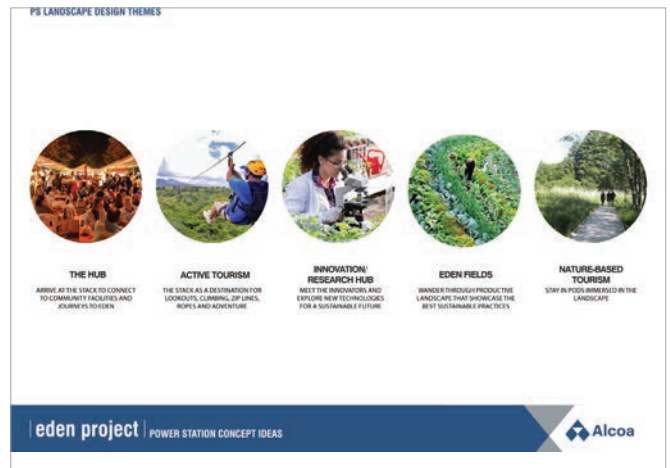 PS LANDSCAPE DESIGN THEMES
THE HUB
ARRIVE AT THE STACK TO CONNECT
TO COMMUNITY FACILITIES AND
JOURNEYS TO EDEN
ACTIVE TOURISM
THE STACK AS A DESTINATION FOR
LOOKOUTS, CLIMBING, ZIP LINES,
ROPES AND ADVENTURE
INNOVATION/
RESEARCH HUB
MEET THE INNOVATORS AND
EXPLORE NEW TECHNOLOGIES
FOR A SUSTAINABLE FUTURE
EDEN FIELDS
WANDER THROUGH PRODUCTIVE
LANDSCAPE THAT SHOWCASE THE
BEST SUSTAINABLE PRACTICES
NATURE-BASED
TOURISM
STAY IN PODS IMMERSED IN THE
LANDSCAPE
eden project POWER STATION CONCEPT IDEAS
Alcoa